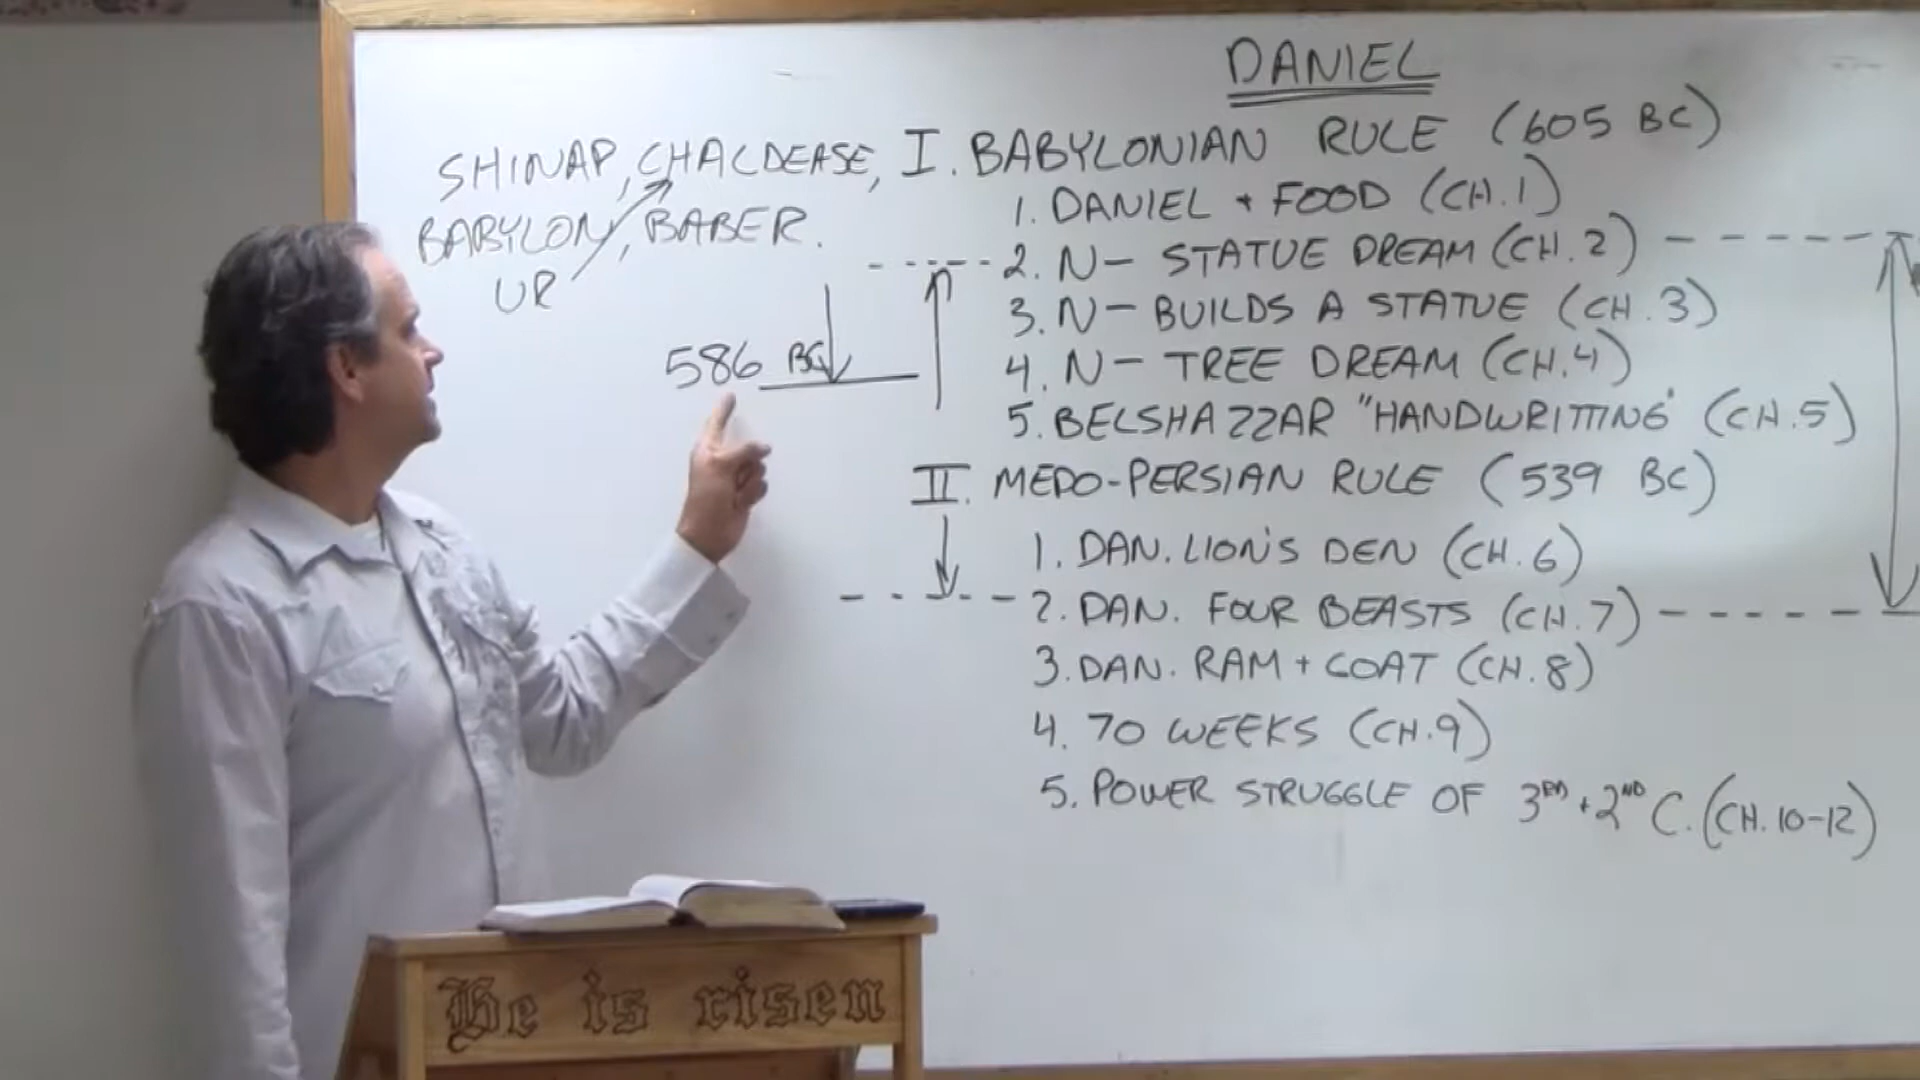 DANIEL
SHINAP, CHALDEASE,
BABYLON, BABER.
UR
586 BC
I. BABYLONIAN RULE (605 BC)
1. DANIEL + FOOD (CH.1)
2. N- STATUE DREAM (CH.2)
3. N- BUILDS A STATUE (CH.3)
4. N- TREE DREAM (CH.4)
5. BELSHAZZAR "HANDWRITTING" (CH.5)
II. MEDO-PERSIAN RULE (539 BC)
1. DAN. LION'S DEN (CH.6)
2. DAN. FOUR BEASTS (CH.7)
3. DAN. RAM + GOAT (CH.8)
4. 70 WEEKS (CH.9)
5. POWER STRUGGLE OF 3RD + 2ND C. (CH.10-12)
He is risen